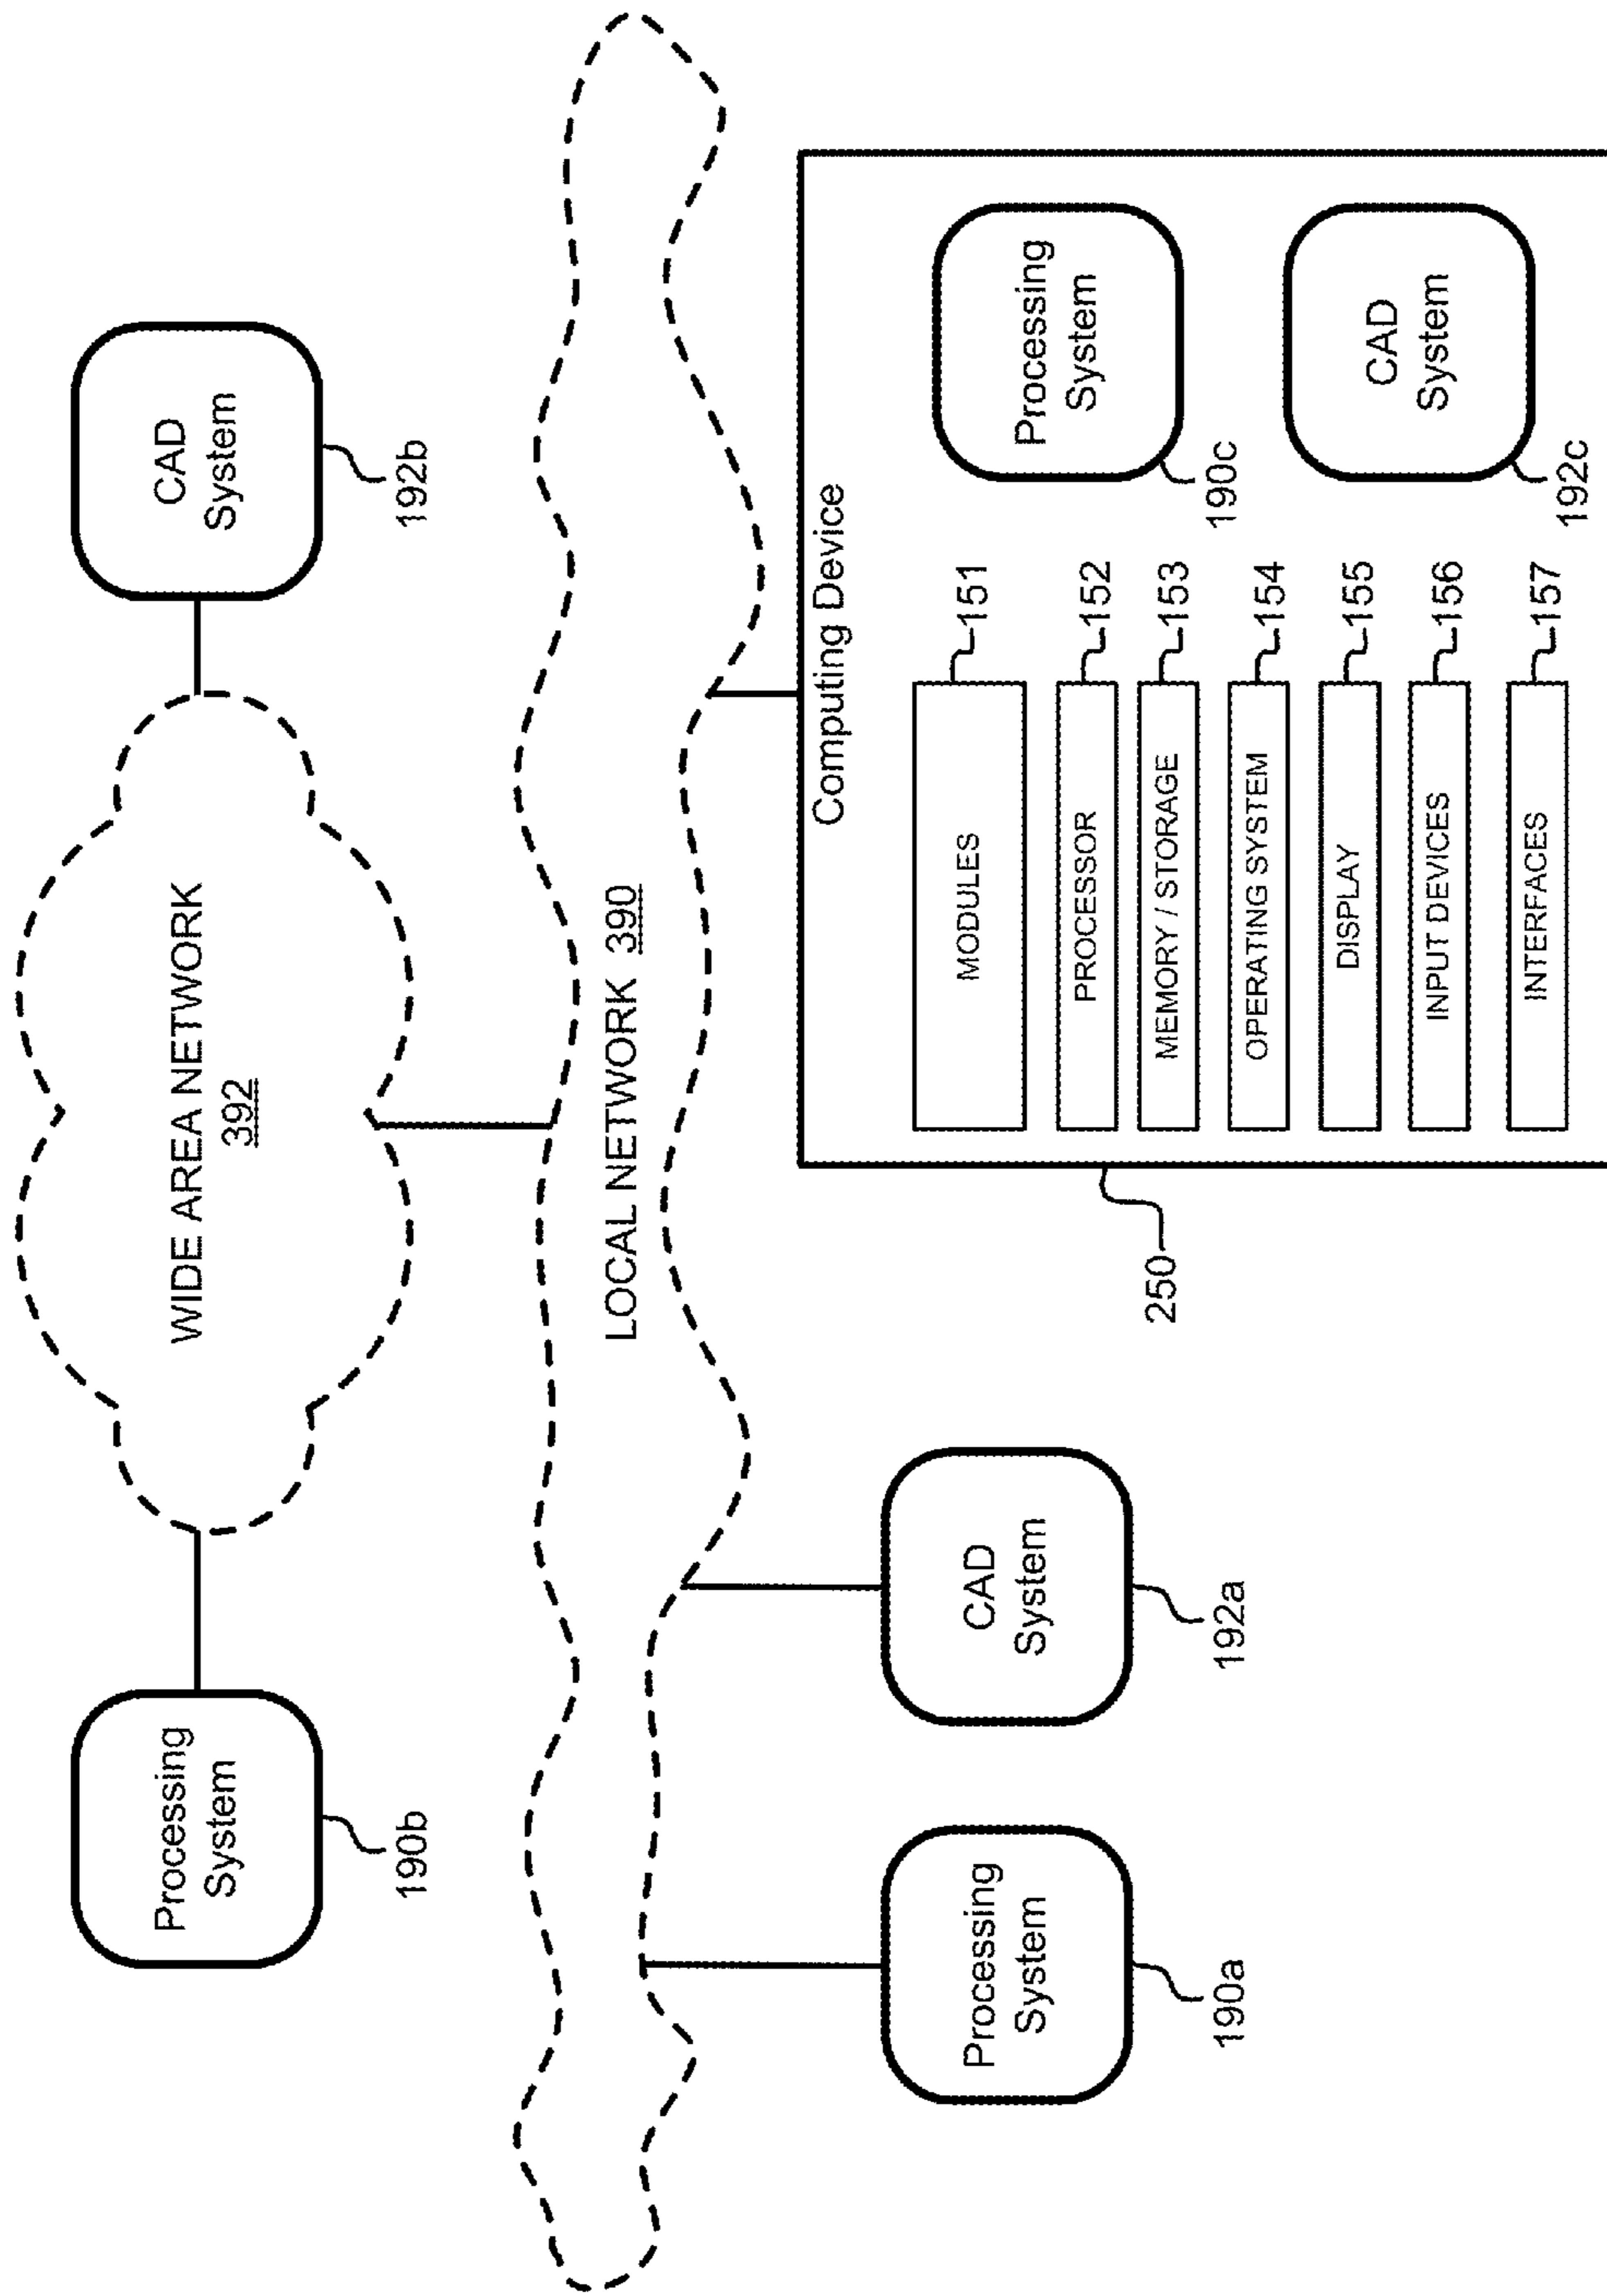 Processing
System
190b
WIDE AREA NETWORK
392
CAD
System
192b
LOCAL NETWORK 390
Processing
System
190a
CAD
System
192a
250
Computing Device
MODULES
151
PROCESSOR
152
MEMORY / STORAGE
153
OPERATING SYSTEM
154
DISPLAY
155
INPUT DEVICES
156
INTERFACES
157
Processing
System
190c
CAD
System
192c